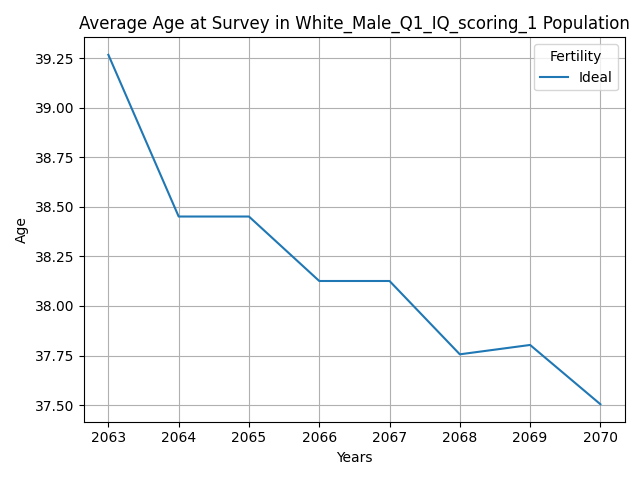 Average Age at Survey in White_Male_Q1_IQ_scoring_1 Population
Fertility
Ideal
39.25
39.00
38.75
38.50
38.25
38.00
37.75
37.50
Age
2063 2064 2065 2066 2067 2068 2069 2070
Years